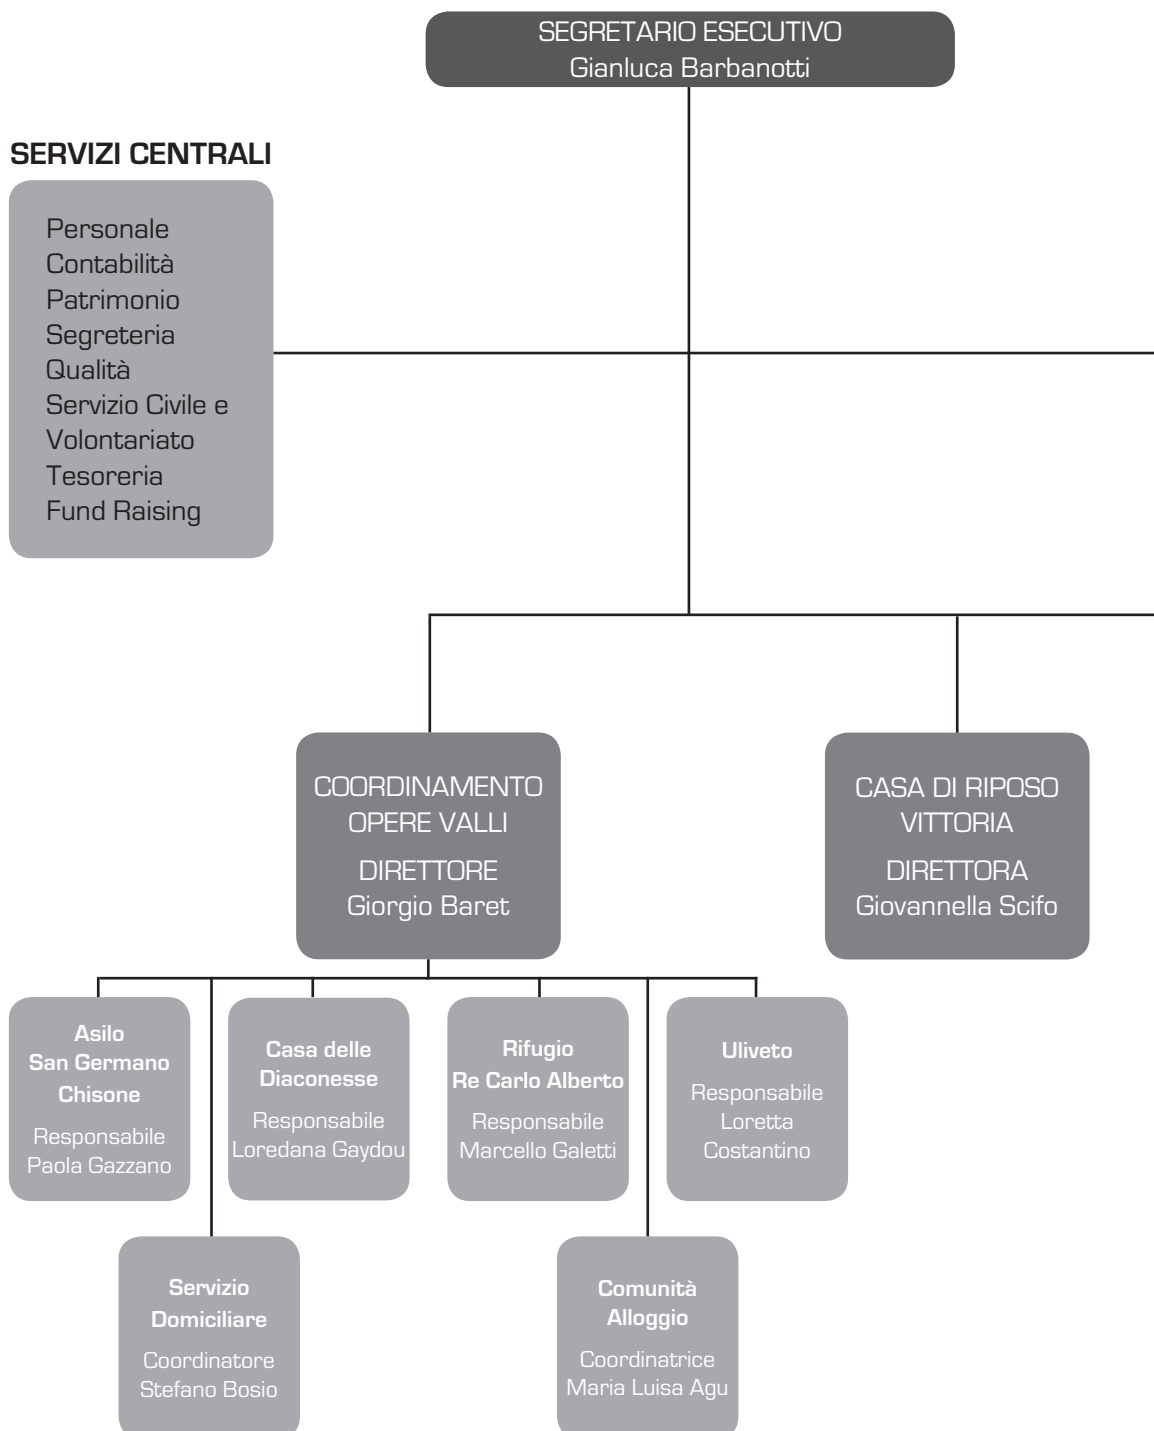 SEGRETARIO ESECUTIVO
Gianluca Barbanotti
SERVIZI CENTRALI
Personale
Contabilità
Patrimonio
Segreteria
Qualità
Servizio Civile e
Volontariato
Tesoreria
Fund Raising
COORDINAMENTO
OPERE VALLI
DIRETTORE
Giorgio Baret
CASA DI RIPOSO
VITTORIA
DIRETTORA
Giovannella Scifo
Asilo
San Germano
Chisone
Responsabile
Paola Gazzano
Casa delle
Diaconesse
Responsabile
Loredana Gaydou
Rifugio
Re Carlo Alberto
Responsabile
Marcello Galetti
Uliveto
Responsabile
Loretta
Costantino
Servizio
Domiciliare
Coordinatore
Stefano Bosio
Comunità
Alloggio
Coordinatrice
Maria Luisa Agu